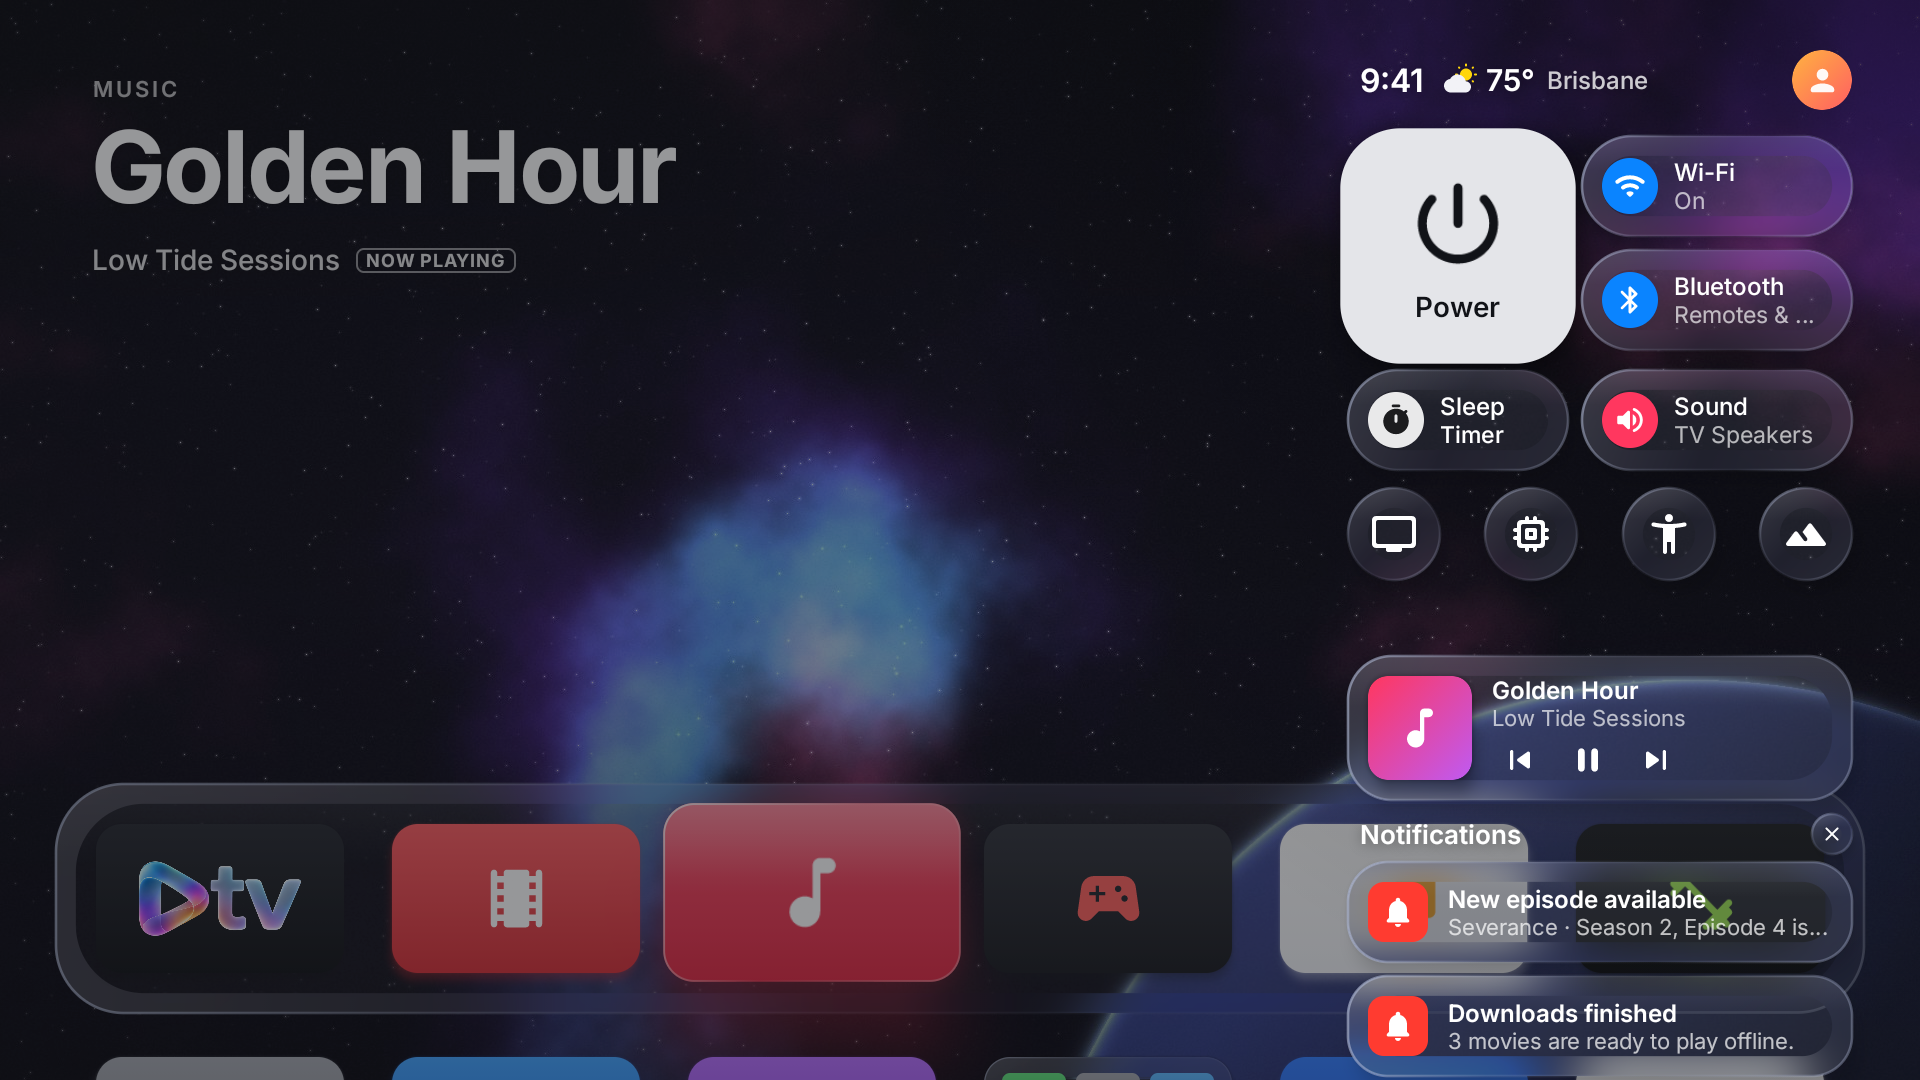 MUSIC
Golden Hour
Low Tide Sessions NOW PLAYING
9:41 75° Brisbane
Power
Wi-Fi
On
Bluetooth
Remotes & ...
Sleep
Timer
Sound
TV Speakers
Golden Hour
Low Tide Sessions
Notifications
New episode available
Severance · Season 2, Episode 4 is...
Downloads finished
3 movies are ready to play offline.
tv